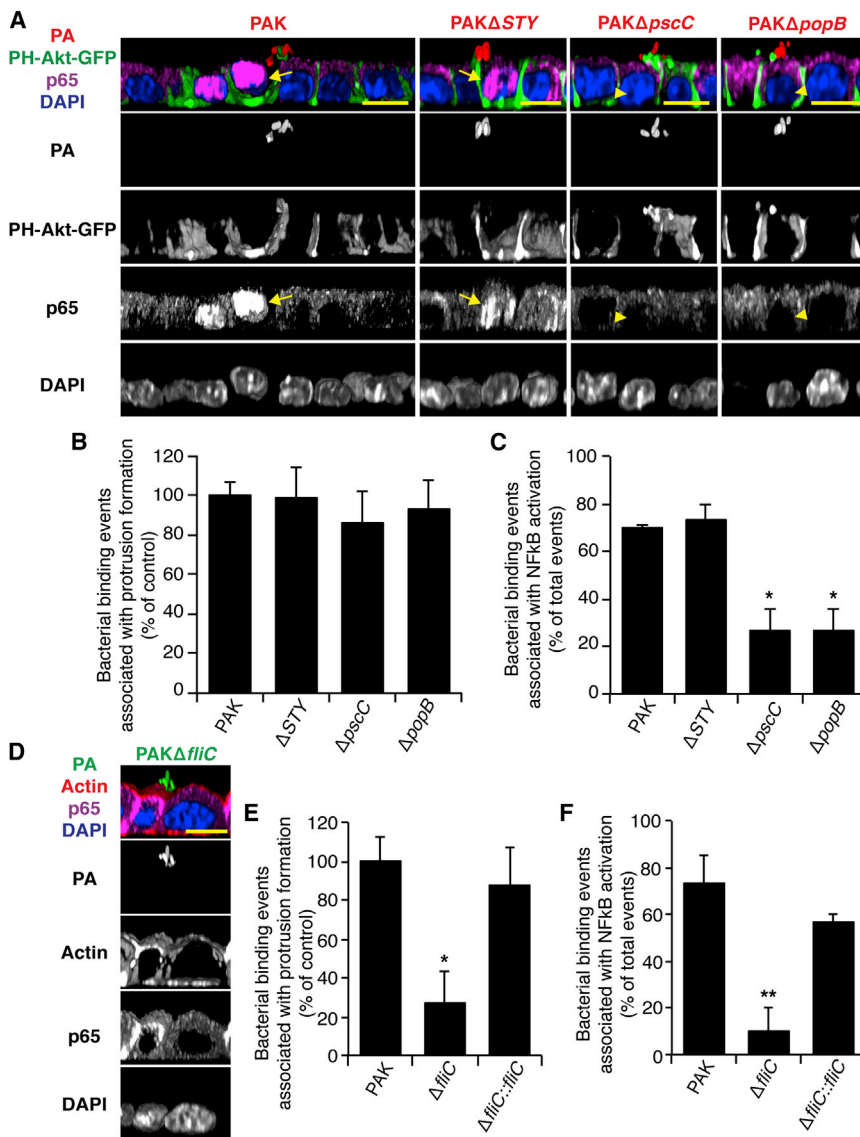 A
PAK
PAKΔSTY
PAKΔpscC
PAKΔpopB
PA
PH-Akt-GFP
p65
DAPI
PA
PH-Akt-GFP
p65
DAPI
B
Bacterial binding events
associated with protrusion formation
(% of control)
120
100
80
60
40
20
0
PAK
ΔSTY
ΔpscC
ΔpopB
C
Bacterial binding events
associated with NFkB activation
(% of total events)
100
80
60
40
20
0
*
*
PAK
ΔSTY
ΔpscC
ΔpopB
D
PAKΔfliC
PA
Actin
p65
DAPI
PA
Actin
p65
DAPI
E
Bacterial binding events
associated with protrusion formation
(% of control)
120
100
80
60
40
20
0
*
PAK
ΔfliC
ΔfliC::fliC
F
Bacterial binding events
associated with NFkB activation
(% of total events)
100
80
60
40
20
0
**
PAK
ΔfliC
ΔfliC::fliC